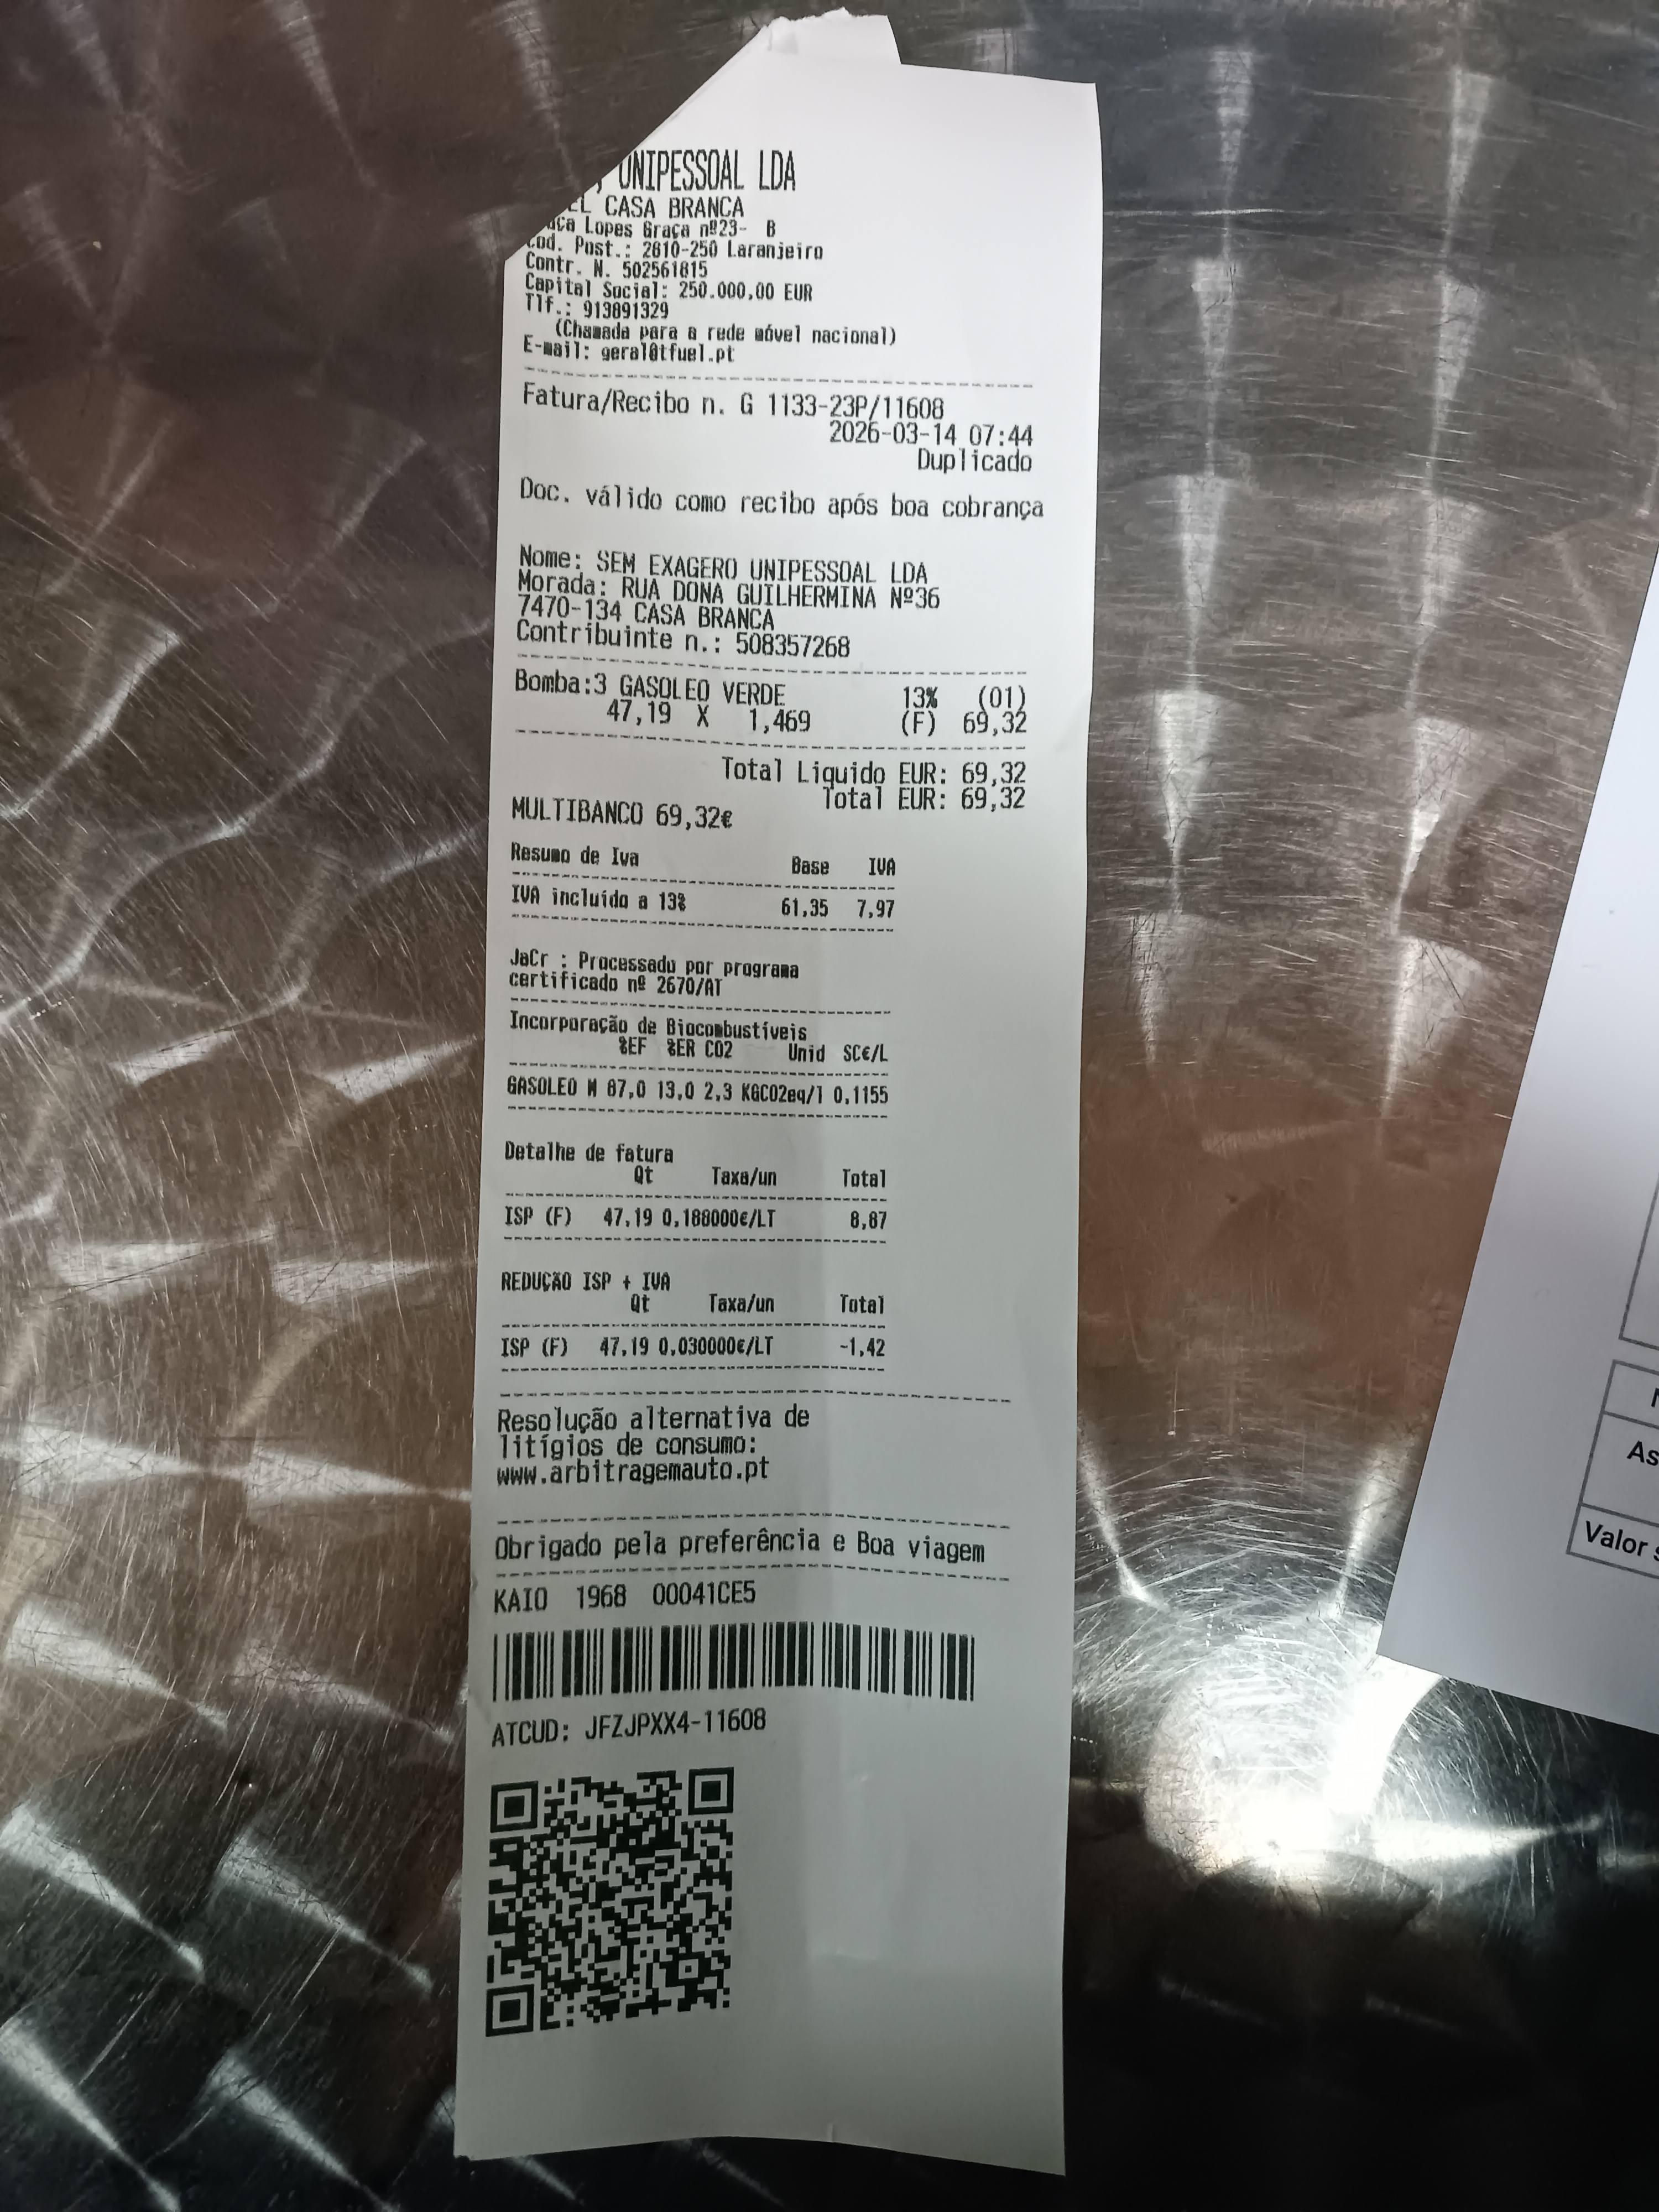 , UNIPESSOAL LDA
EL CASA BRANCA
Lopes Graça nº23- B
Cod. Post.: 2810-250 Laranjeiro
Contr. N. 502561815
Capital Social: 250.000,00 EUR
Tlf.: 913891329
(Chamada para a rede móvel nacional)
E-mail: geral@tfuel.pt
Fatura/Recibo n. G 1133-23P/11608
2026-03-14 07:44
Duplicado
Doc. válido como recibo após boa cobrança
Nome: SEM EXAGERO UNIPESSOAL LDA
Morada: RUA DONA GUILHERMINA Nº36
7470-134 CASA BRANCA
Contribuinte n.: 508357268
Bomba:3 GASOLEO VERDE 13% (01)
47,19 X 1,469 (F) 69,32
Total Liquido EUR: 69,32
Total EUR: 69,32
MULTIBANCO 69,32€
Resumo de Iva Base IVA
IVA incluído a 13% 61,35 7,97
JaCr : Processado por programa
certificado nº 2670/AT
Incorporação de Biocombustíveis
%EF %ER CO2 Unid SC€/L
GASOLEO M 87,0 13,0 2,3 KGCO2eq/l 0,1155
Detalhe de fatura
Qt Taxa/un Total
ISP (F) 47,19 0,188000€/LT 8,87
REDUÇÃO ISP + IVA
Qt Taxa/un Total
ISP (F) 47,19 0,030000€/LT -1,42
Resolução alternativa de
litígios de consumo:
www.arbitragemauto.pt
Obrigado pela preferência e Boa viagem
KAIO 1968 00041CE5
ATCUD: JFZJPXX4-11608
As
Valor